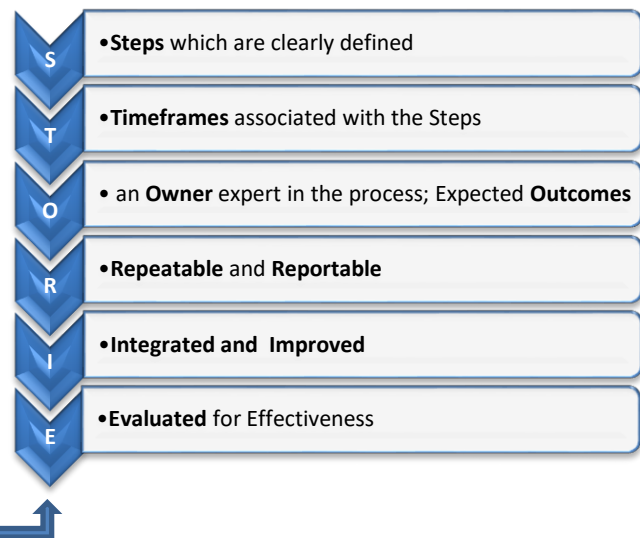 S
•Steps which are clearly defined
T
•Timeframes associated with the Steps
O
• an Owner expert in the process; Expected Outcomes
R
•Repeatable and Reportable
I
•Integrated and  Improved
E
•Evaluated for Effectiveness